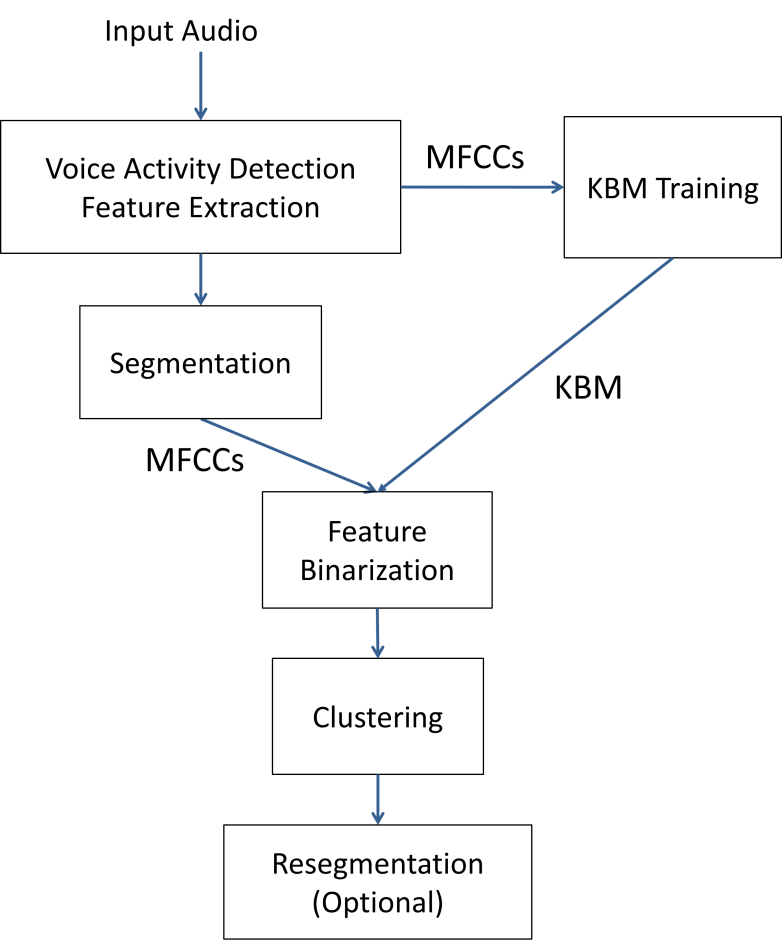 Input Audio
Voice Activity Detection
Feature Extraction
MFCCs
KBM Training
Segmentation
KBM
MFCCs
Feature
Binarization
Clustering
Resegmentation
(Optional)